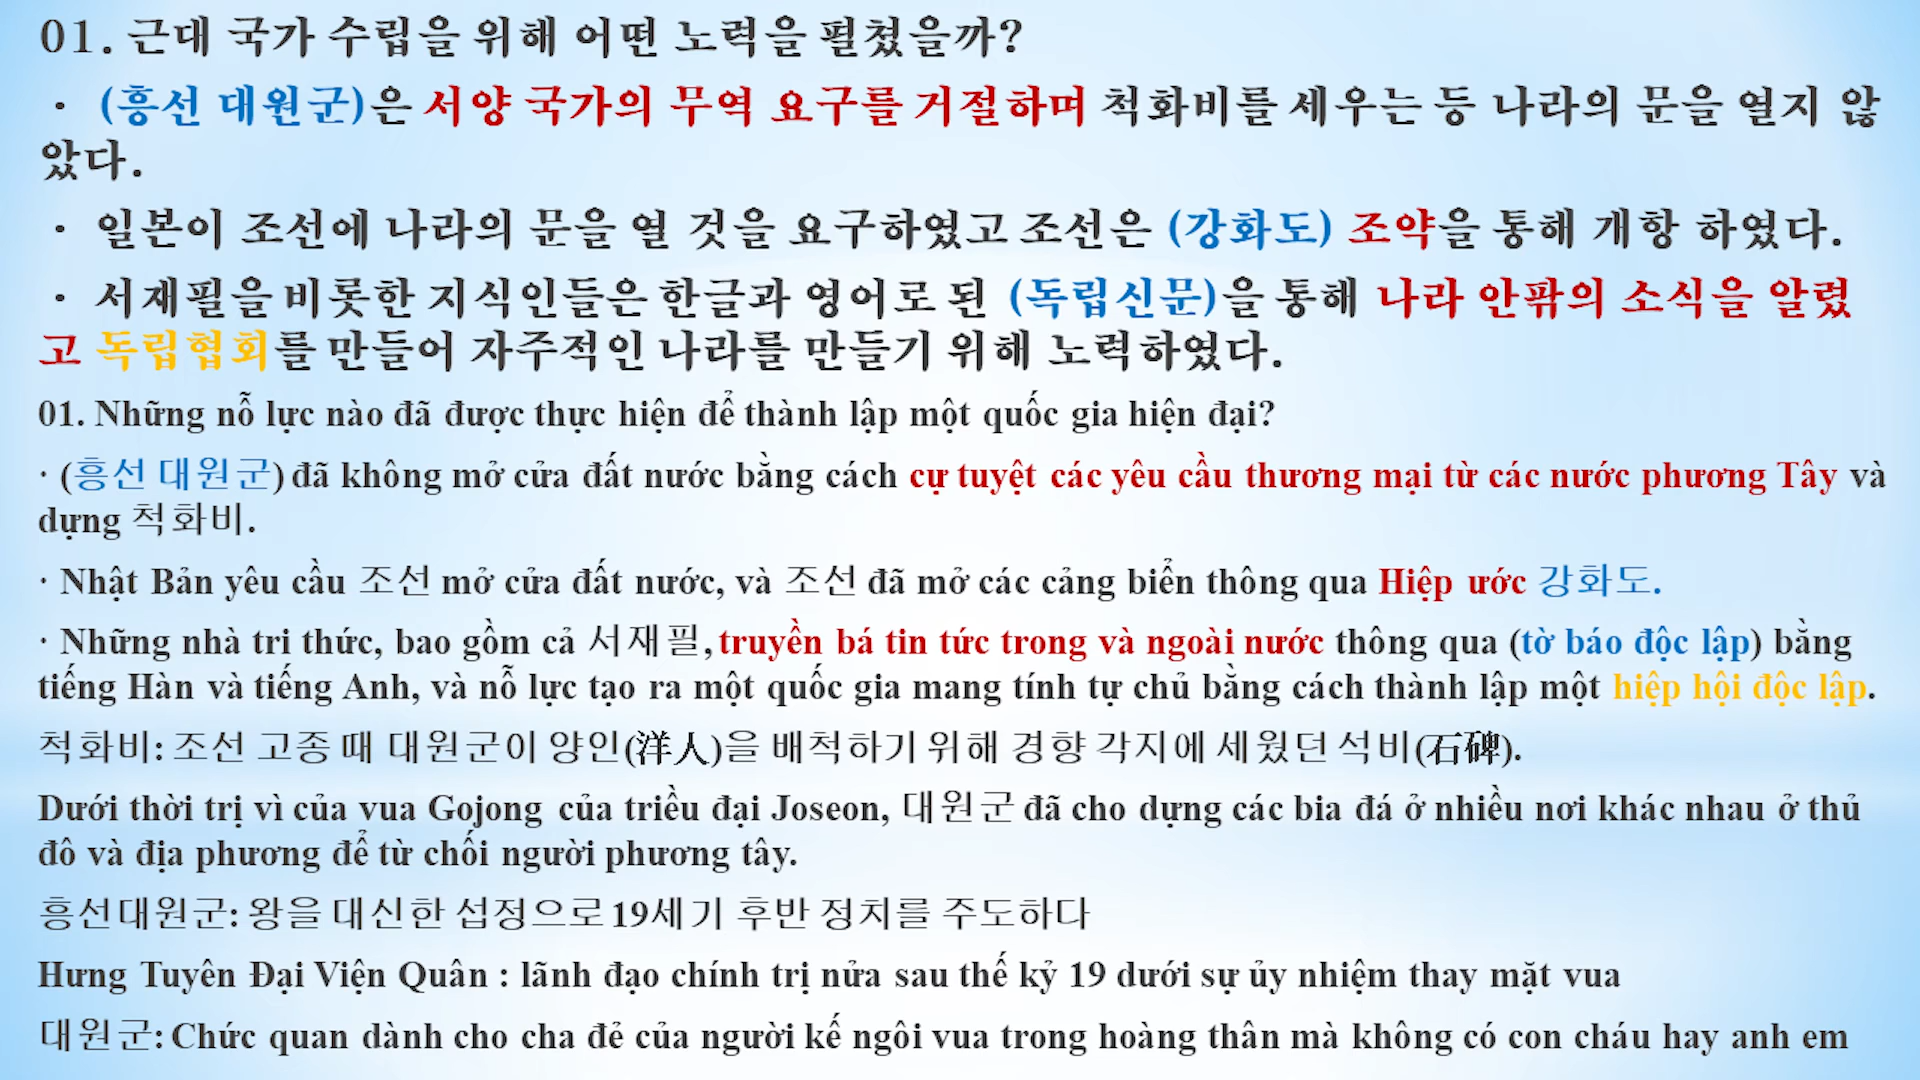 01. 근대 국가 수립을 위해 어떤 노력을 펼쳤을까?
· (흥선 대원군)은 서양 국가의 무역 요구를 거절하며 척화비를 세우는 등 나라의 문을 열지 않
았다.
· 일본이 조선에 나라의 문을 열 것을 요구하였고 조선은 (강화도) 조약을 통해 개항 하였다.
· 서재필을 비롯한 지식인들은 한글과 영어로 된 (독립신문)을 통해 나라 안팎의 소식을 알렸
고 독립협회를 만들어 자주적인 나라를 만들기 위해 노력하였다.
01. Những nỗ lực nào đã được thực hiện để thành lập một quốc gia hiện đại?
· (흥선 대원군) đã không mở cửa đất nước bằng cách cự tuyệt các yêu cầu thương mại từ các nước phương Tây và
dựng 척화비.
· Nhật Bản yêu cầu 조선 mở cửa đất nước, và 조선 đã mở các cảng biển thông qua Hiệp ước 강화도.
· Những nhà tri thức, bao gồm cả 서재필, truyền bá tin tức trong và ngoài nước thông qua (tờ báo độc lập) bằng
tiếng Hàn và tiếng Anh, và nỗ lực tạo ra một quốc gia mang tính tự chủ bằng cách thành lập một hiệp hội độc lập.
척화비: 조선 고종 때 대원군이 양인(洋人)을 배척하기 위해 경향 각지에 세웠던 석비(石碑).
Dưới thời trị vì của vua Gojong của triều đại Joseon, 대원군 đã cho dựng các bia đá ở nhiều nơi khác nhau ở thủ
đô và địa phương để từ chối người phương tây.
흥선대원군: 왕을 대신한 섭정으로 19세기 후반 정치를 주도하다
Hưng Tuyên Đại Viện Quân : lãnh đạo chính trị nửa sau thế kỷ 19 dưới sự ủy nhiệm thay mặt vua
대원군: Chức quan dành cho cha đẻ của người kế ngôi vua trong hoàng thân mà không có con cháu hay anh em